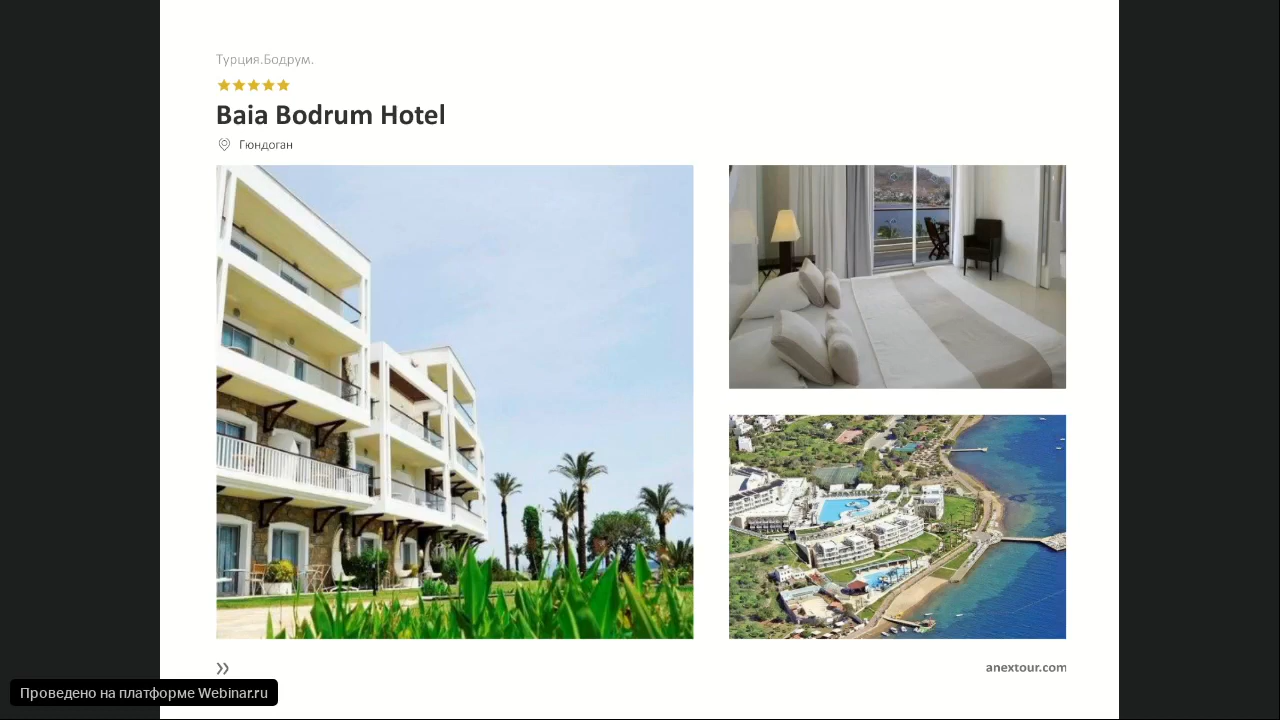 Турция.Бодрум.
Baia Bodrum Hotel
Гюндоган
anextour.com
Проведено на платформе Webinar.ru